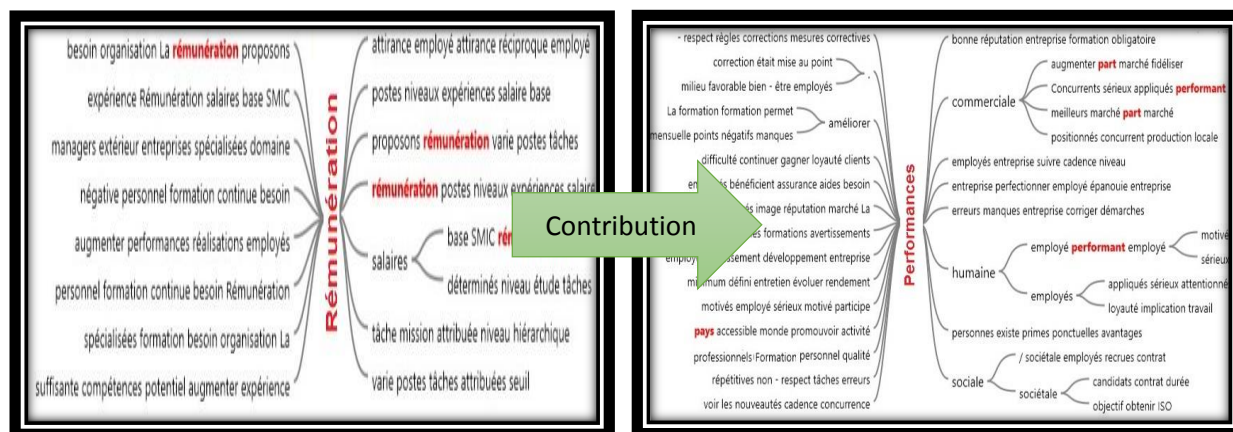 besoin organisation La rémunération proposons
expérience Rémunération salaires base SMIC
managers extérieur entreprises spécialisées domaine
négative personnel formation continue besoin
augmenter performances réalisations employés
personnel formation continue besoin Rémunération
spécialisées formation besoin organisation La
suffisante compétences potentiel augmenter expérience
Rémunération
attirance employé attirance réciproque employé
postes niveaux expériences salaire base
proposons rémunération varie postes tâches
rémunération postes niveaux expériences salaire
salaires
base SMIC
déterminés niveau étude tâches
tâche mission attribuée niveau hiérarchique
varie postes tâches attribuées seuil
Contribution
- respect règles corrections mesures correctives
correction était mise au point
milieu favorable bien - être employés
.
La formation formation permet
mensuelle points négatifs manques
améliorer
difficulté continuer gagner loyauté clients
bénéficient assurance aides besoin
image réputation marché La
formations avertissements
développement entreprise
défini entretien évoluer rendement
motivés employé sérieux motivé participe
pays accessible monde promouvoir activité
professionnels Formation personnel qualité
répétitives non - respect tâches erreurs
voir les nouveautés cadence concurrence
Performances
bonne réputation entreprise formation obligatoire
commerciale
augmenter part marché fidéliser
Concurrents sérieux appliqués performant
meilleurs marché part marché
positionnés concurrent production locale
employés entreprise suivre cadence niveau
entreprise perfectionner employé épanouie entreprise
erreurs manques entreprise corriger démarches
humaine
employé performant employé
motivé
sérieux
employés
appliqués sérieux attentionné
loyauté implication travail
personnes existe primes ponctuelles avantages
sociale
/ sociétale employés recrues contrat
sociétale
candidats contrat durée
objectif obtenir ISO